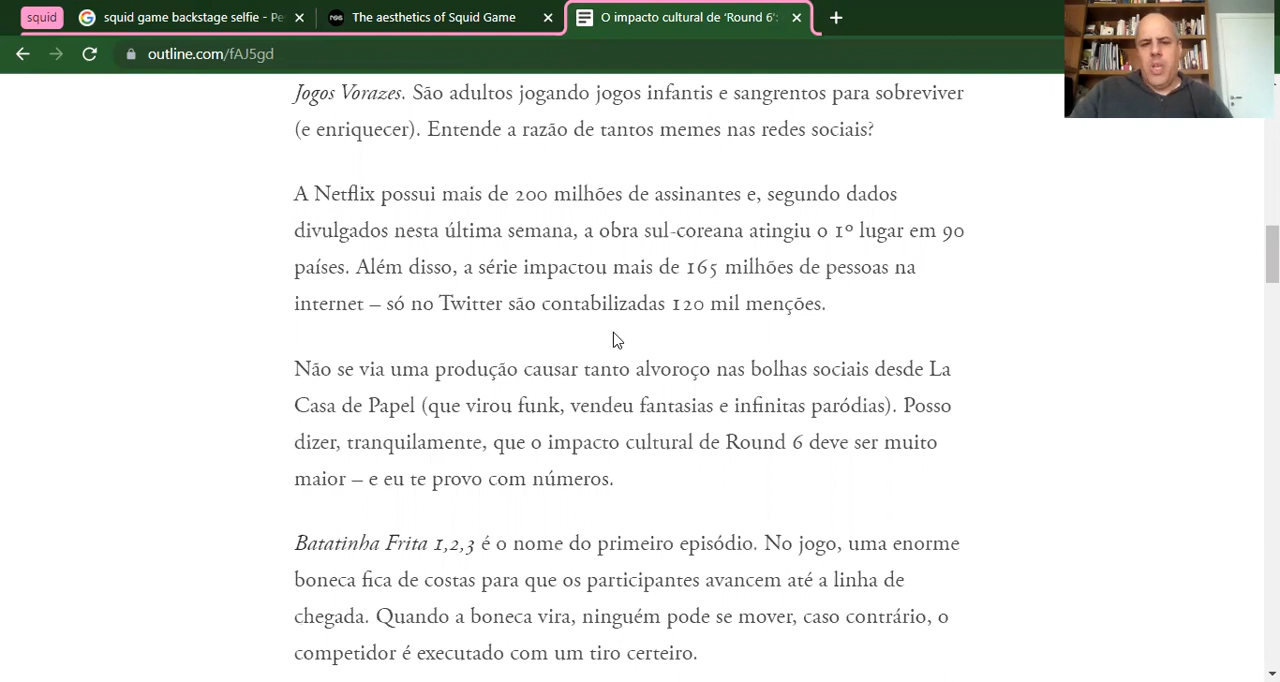 squid
squid game backstage selfie - Pe
The aesthetics of Squid Game
O impacto cultural de 'Round 6':
outline.com/fAJ5gd
Jogos Vorazes. São adultos jogando jogos infantis e sangrentos para sobreviver
(e enriquecer). Entende a razão de tantos memes nas redes sociais?
A Netflix possui mais de 200 milhões de assinantes e, segundo dados
divulgados nesta última semana, a obra sul-coreana atingiu o 1º lugar em 90
países. Além disso, a série impactou mais de 165 milhões de pessoas na
internet – só no Twitter são contabilizadas 120 mil menções.
Não se via uma produção causar tanto alvoroço nas bolhas sociais desde La
Casa de Papel (que virou funk, vendeu fantasias e infinitas paródias). Posso
dizer, tranquilamente, que o impacto cultural de Round 6 deve ser muito
maior – e eu te provo com números.
Batatinha Frita 1,2,3 é o nome do primeiro episódio. No jogo, uma enorme
boneca fica de costas para que os participantes avancem até a linha de
chegada. Quando a boneca vira, ninguém pode se mover, caso contrário, o
competidor é executado com um tiro certeiro.